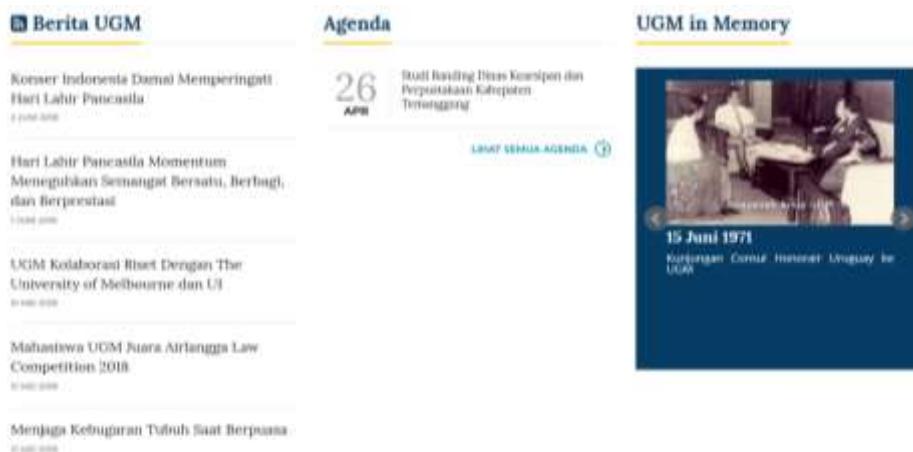 Berita UGM
Konser Indonesia Damai Memperingati
Hari Lahir Pancasila
Hari Lahir Pancasila Momentum
Meneguhkan Semangat Bersatu, Berbagi,
dan Berprestasi
UGM Kolaborasi Riset Dengan The
University of Melbourne dan UI
Mahasiswa UGM Juara Airlangga Law
Competition 2018
Menjaga Kebugaran Tubuh Saat Berpuasa
Agenda
26
APR
Studi Banding Dinas Kearsipan dan
Perpustakaan Kabupaten
Temanggung
LIHAT SEMUA AGENDA
UGM in Memory
15 Juni 1971
Kunjungan Consul Honorer Uruguay ke
UGM